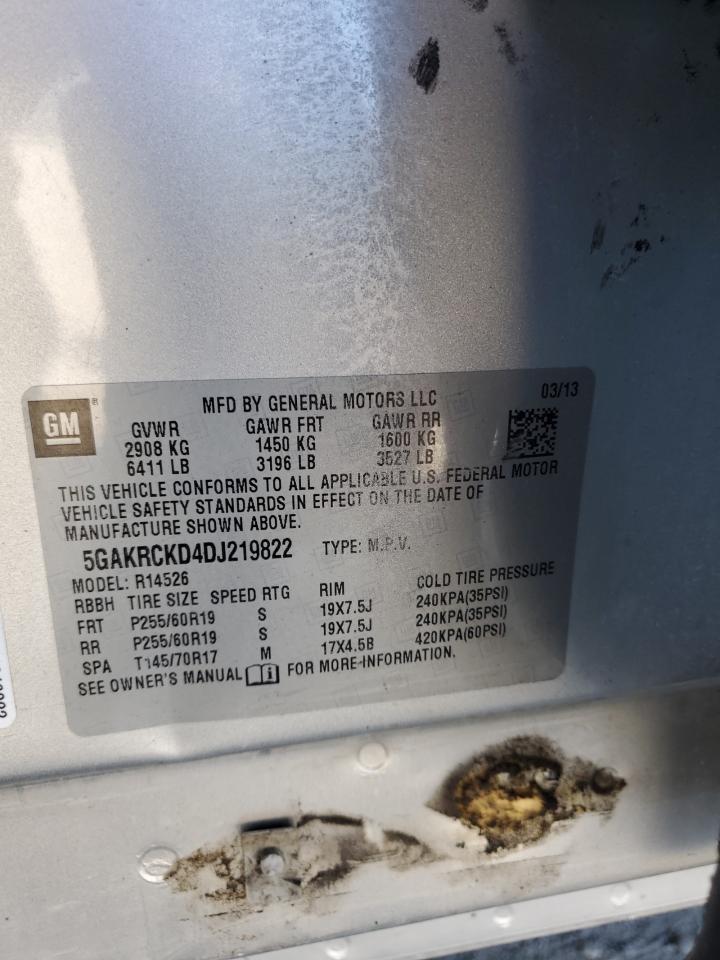 GM ®
MFD BY GENERAL MOTORS LLC 03/13
GVWR GAWR FRT GAWR RR
2908 KG 1450 KG 1600 KG
6411 LB 3196 LB 3527 LB
THIS VEHICLE CONFORMS TO ALL APPLICABLE U.S. FEDERAL MOTOR
VEHICLE SAFETY STANDARDS IN EFFECT ON THE DATE OF
MANUFACTURE SHOWN ABOVE.
5GAKRCKD4DJ219822 TYPE: M.P.V.
MODEL: R14526
RBBH TIRE SIZE SPEED RTG RIM COLD TIRE PRESSURE
FRT P255/60R19 S 19X7.5J 240KPA(35PSI)
RR P255/60R19 S 19X7.5J 240KPA(35PSI)
SPA T145/70R17 M 17X4.5B 420KPA(60PSI)
SEE OWNER'S MANUAL FOR MORE INFORMATION.